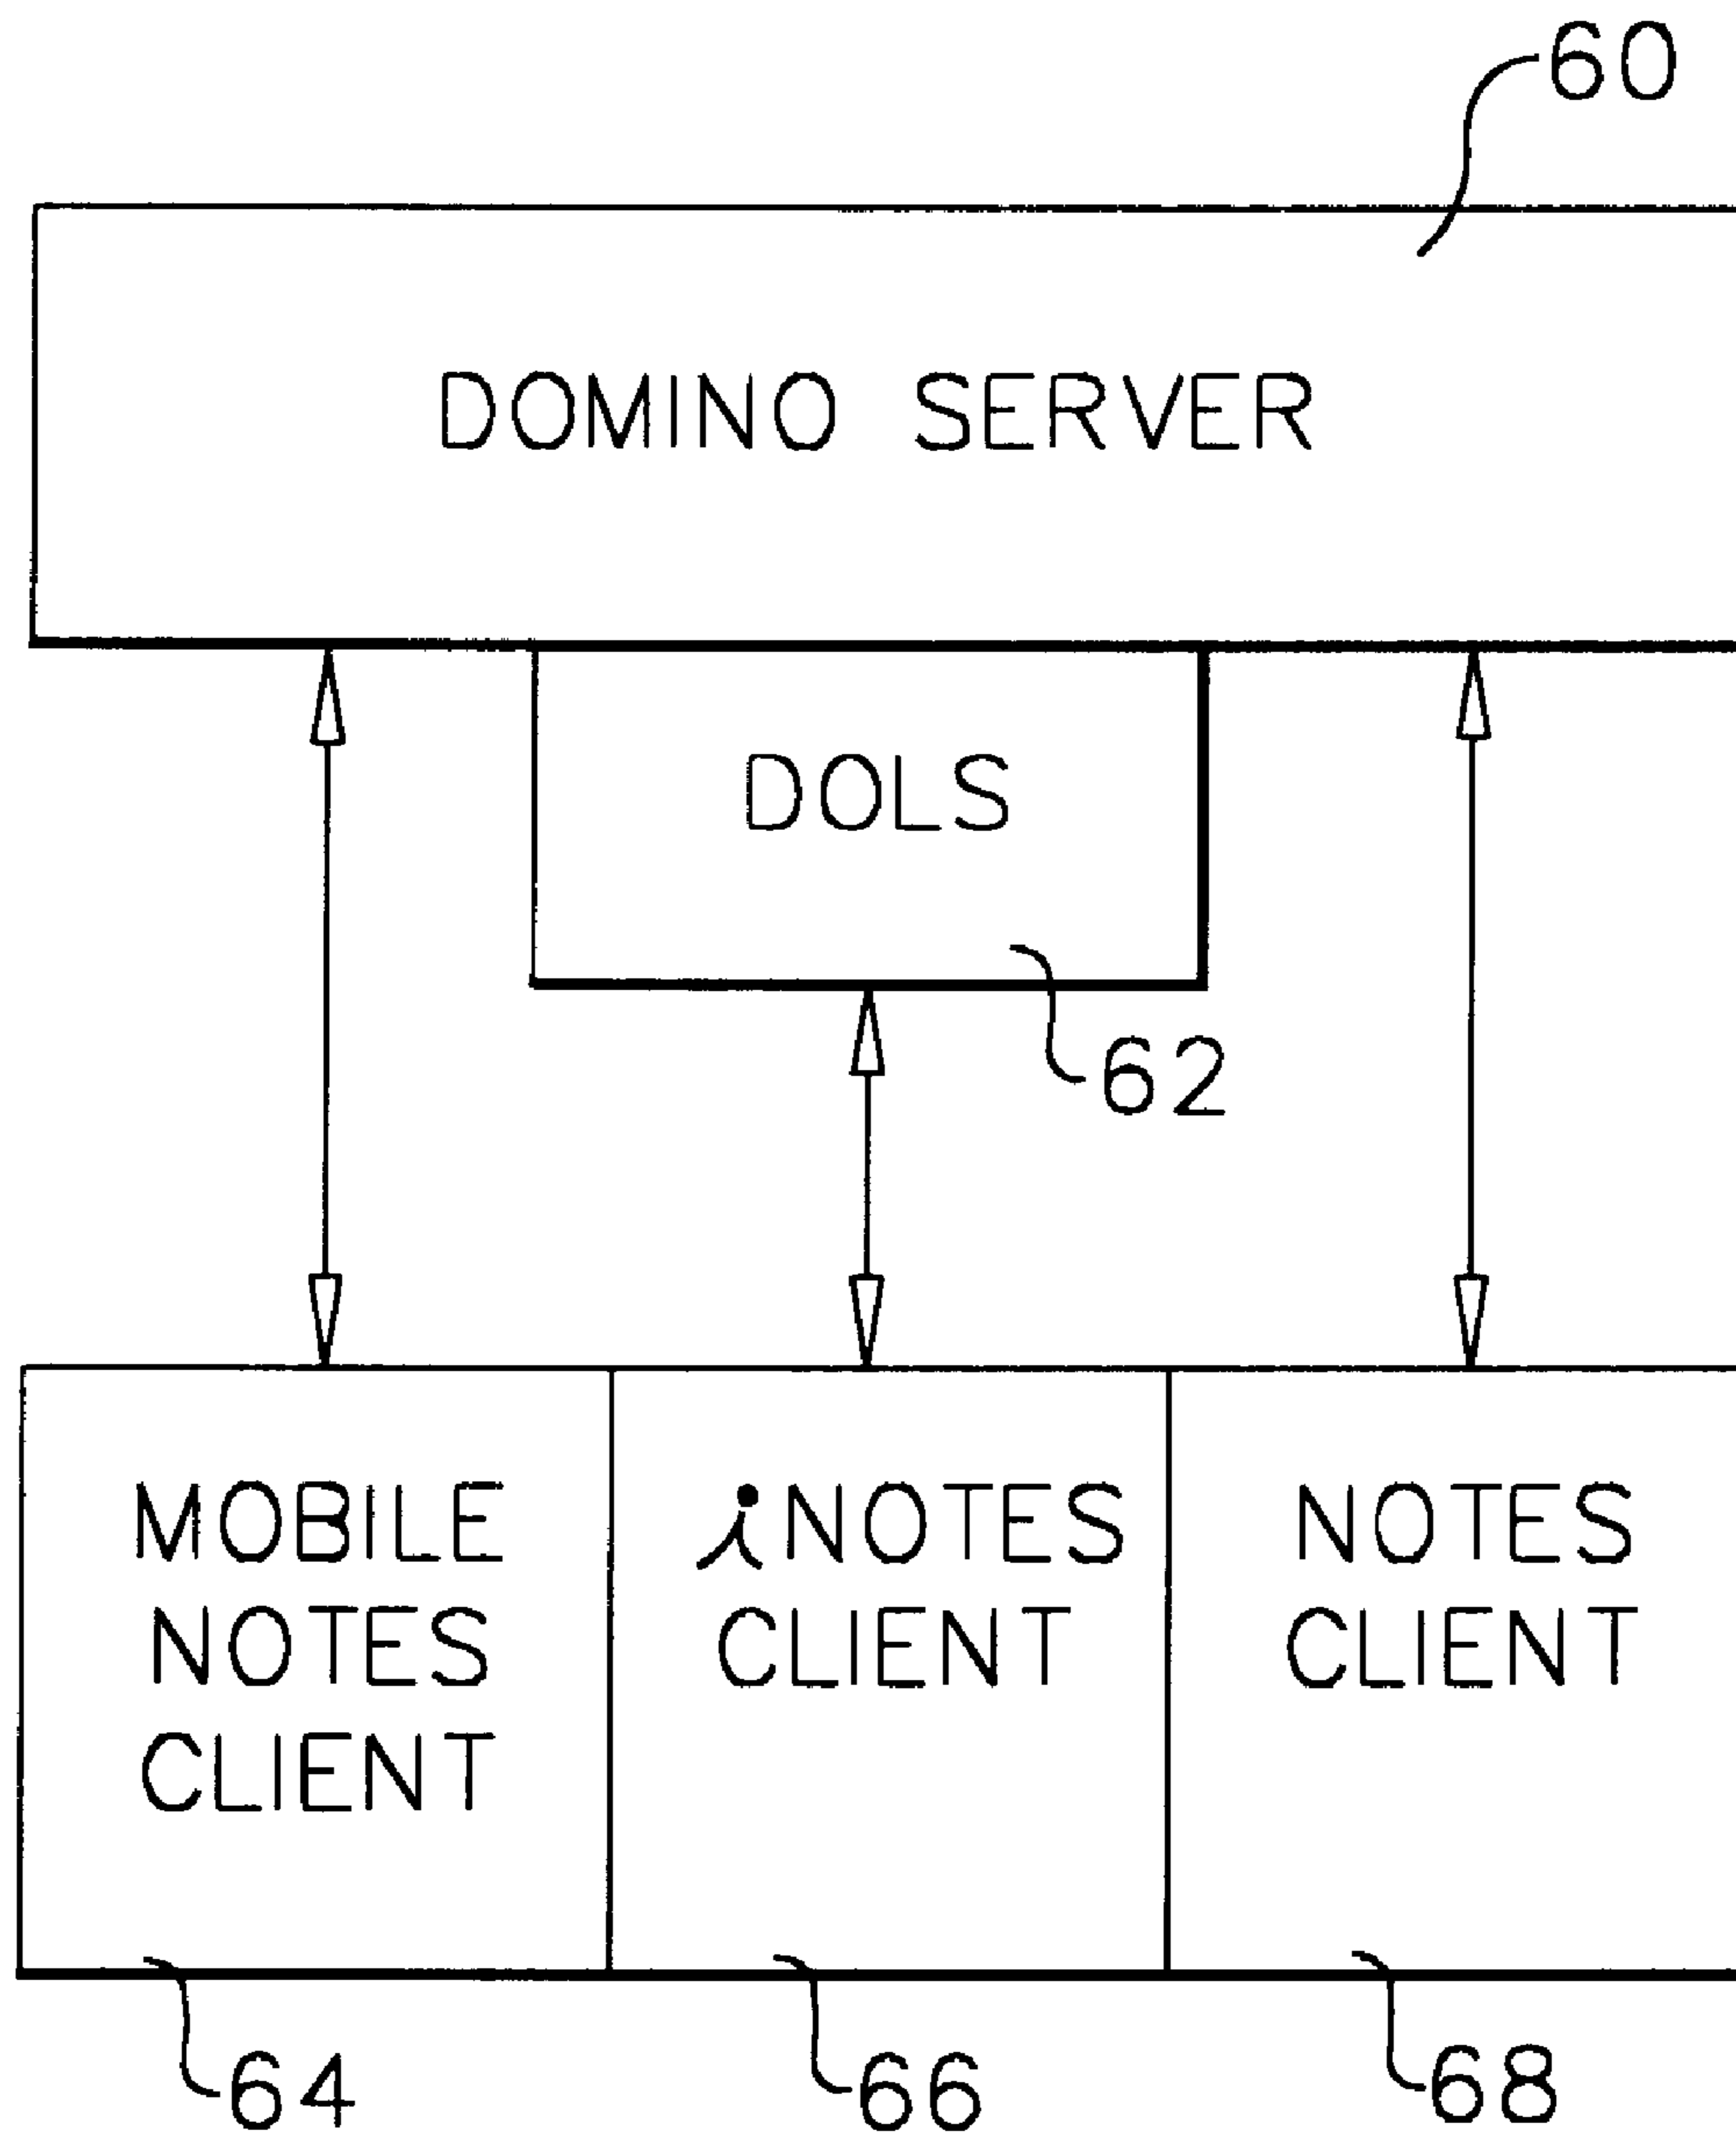 60
DOMINO SERVER
DOLS
62
MOBILE
NOTES
CLIENT
iNOTES
CLIENT
NOTES
CLIENT
64
66
68